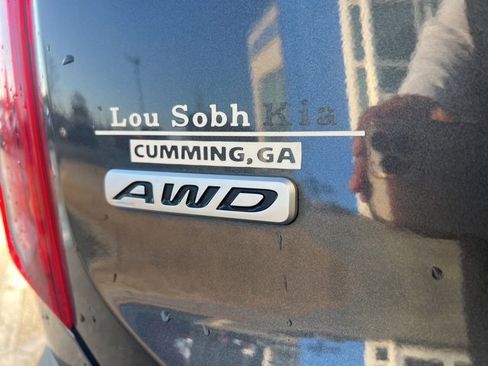 Lou Sobh Kia
CUMMING, GA
AWD